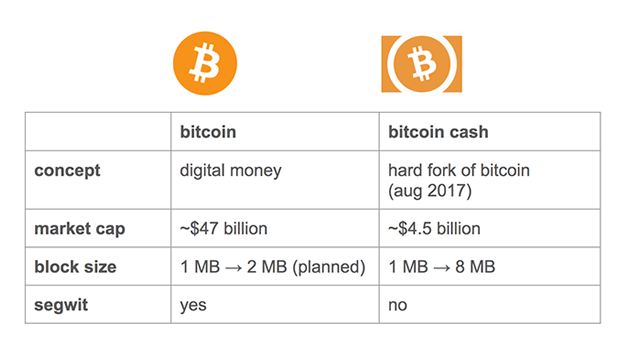 bitcoin bitcoin cash
concept digital money hard fork of bitcoin
(aug 2017)
market cap ~$47 billion ~$4.5 billion
block size 1 MB → 2 MB (planned) 1 MB → 8 MB
segwit yes no